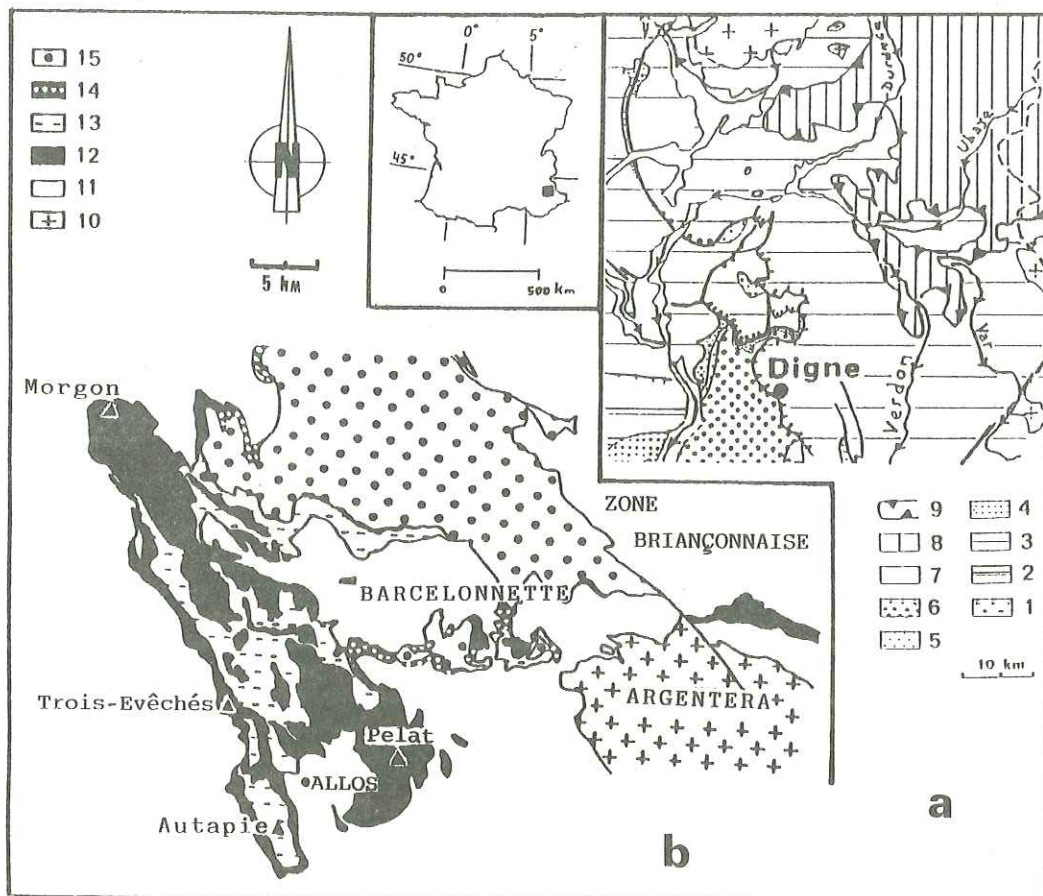 15
14
13
12
11
10
N
5 km
0°
5°
50°
45°
0
500 km
Durance
Ubaye
Digne
Verdon
Var
9
4
8
3
7
2
6
1
5
10 km
a
Morgon
ZONE
BRIANÇONNAISE
BARCELONNETTE
ARGENTERA
Trois-Evêchés
Pelat
ALLOS
Autapie
b